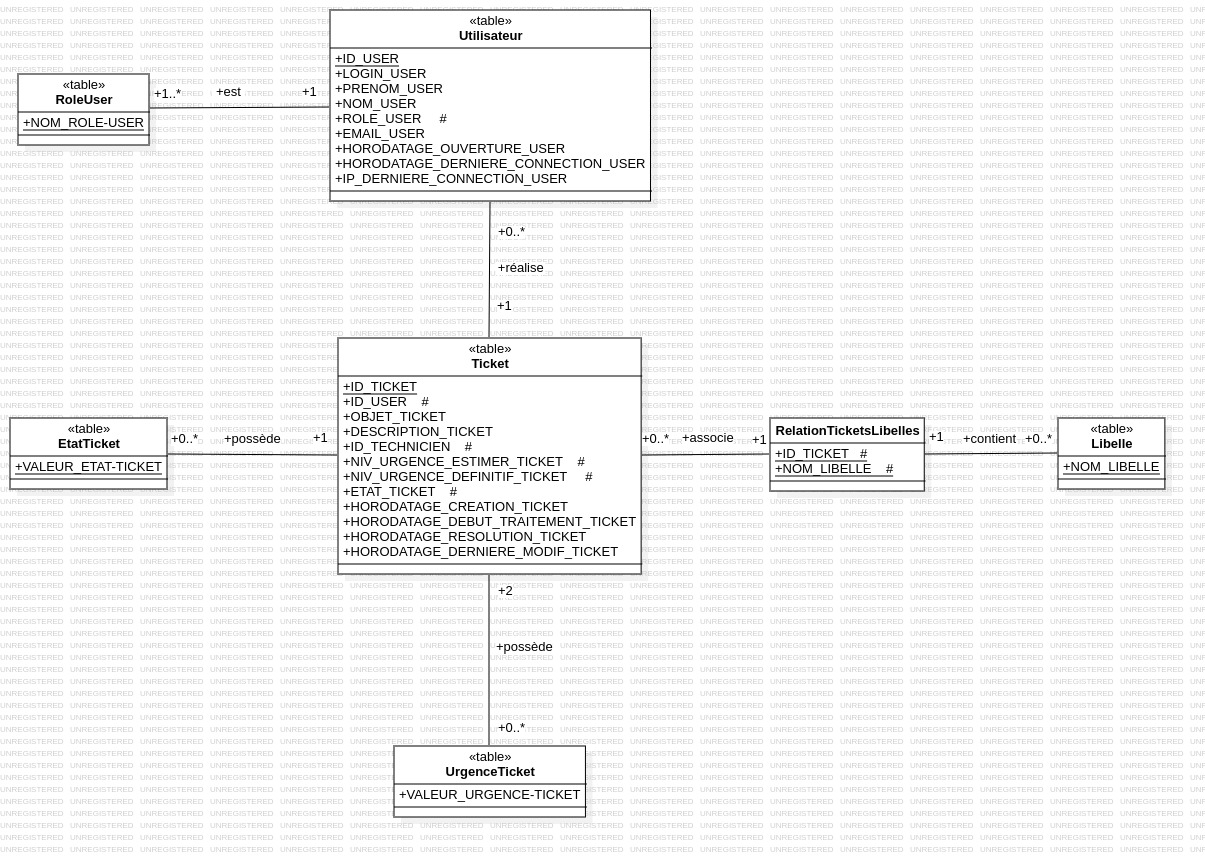 «table»
Utilisateur
+ID_USER
+LOGIN_USER
+PRENOM_USER
+NOM_USER
+ROLE_USER #
+EMAIL_USER
+HORODATAGE_OUVERTURE_USER
+HORODATAGE_DERNIERE_CONNECTION_USER
+IP_DERNIERE_CONNECTION_USER
«table»
RoleUser
+NOM_ROLE-USER
+1..* +est +1
+0..*
+réalise
+1
«table»
Ticket
+ID_TICKET
+ID_USER #
+OBJET_TICKET
+DESCRIPTION_TICKET
+ID_TECHNICIEN #
+NIV_URGENCE_ESTIMER_TICKET #
+NIV_URGENCE_DEFINITIF_TICKET #
+ETAT_TICKET #
+HORODATAGE_CREATION_TICKET
+HORODATAGE_DEBUT_TRAITEMENT_TICKET
+HORODATAGE_RESOLUTION_TICKET
+HORODATAGE_DERNIERE_MODIF_TICKET
«table»
EtatTicket
+VALEUR_ETAT-TICKET
+0..* +possède +1
+0..* +associe +1
RelationTicketsLibelles
+ID_TICKET #
+NOM_LIBELLE #
+1 +contient +0..*
«table»
Libelle
+NOM_LIBELLE
+2
+possède
+0..*
«table»
UrgenceTicket
+VALEUR_URGENCE-TICKET
UNREGISTERED